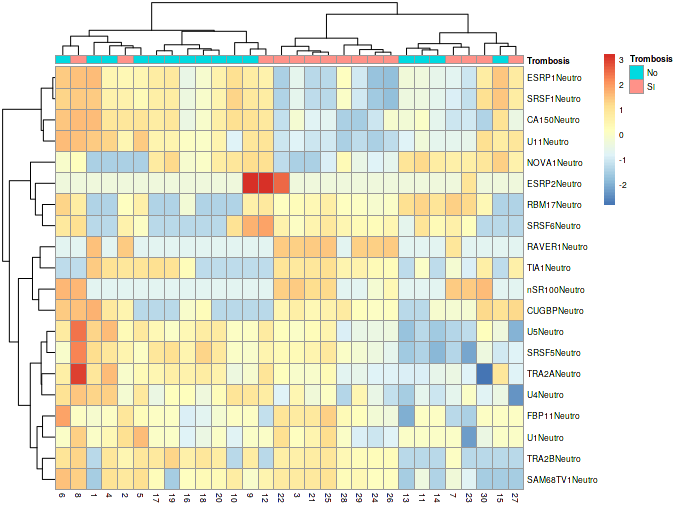 Trombosis
ESRP1Neutro
SRSF1Neutro
CA150Neutro
U11Neutro
NOVA1Neutro
ESRP2Neutro
RBM17Neutro
SRSF6Neutro
RAVER1Neutro
TIA1Neutro
nSR100Neutro
CUGBPNeutro
U5Neutro
SRSF5Neutro
TRA2ANeutro
U4Neutro
FBP11Neutro
U1Neutro
TRA2BNeutro
SAM68TV1Neutro
6 8 1 4 2 5 17 19 16 18 20 10 9 12 22 3 21 25 28 29 24 26 13 11 14 7 23 30 15 27
3
2
1
0
-1
-2
Trombosis
No
SI